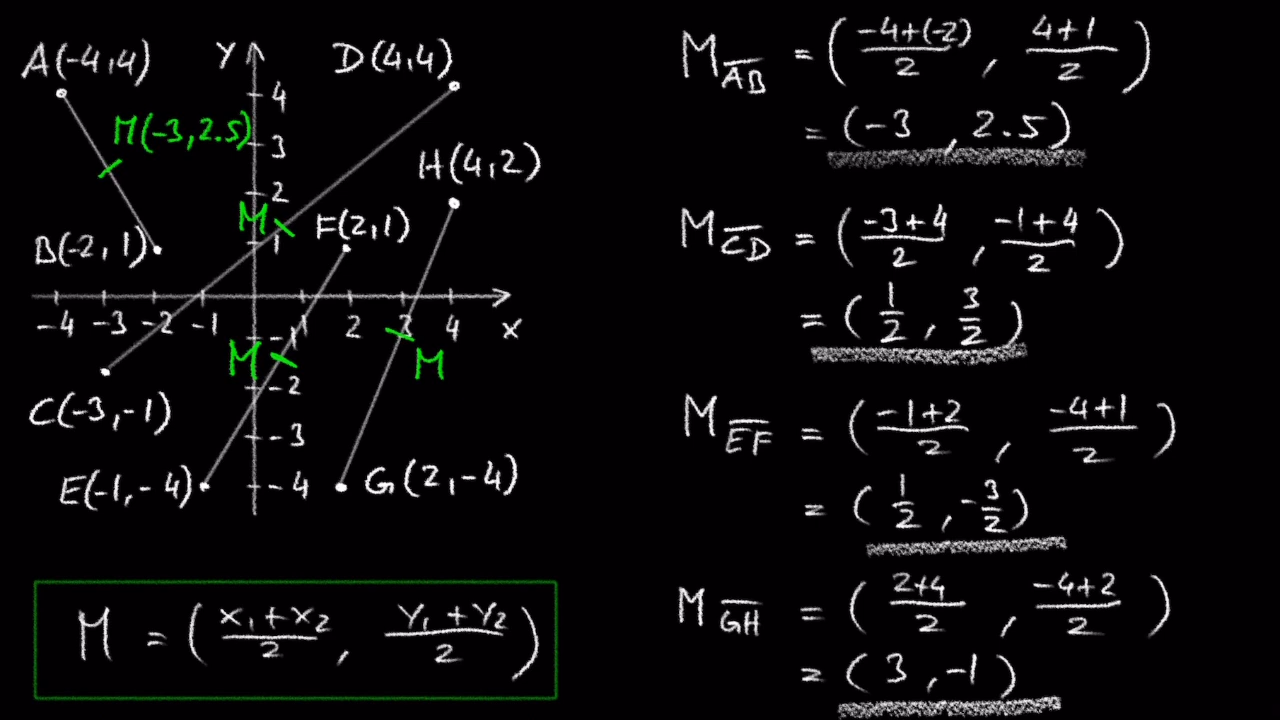 A(-4,4)
Y
D(4,4)
4
M(-3,2.5)
3
H(4,2)
2
M
F(2,1)
1
B(-2,1)
-4 -3 -2 -1 1 2 3 4 X
-1
M
M
-2
C(-3,-1)
-3
E(-1,-4)
-4
G(2,-4)
M = (X₁+X₂/2, Y₁+Y₂/2)
M AB = (-4+(-2)/2, 4+1/2)
= (-3, 2.5)
M CD = (-3+4/2, -1+4/2)
= (1/2, 3/2)
M EF = (-1+2/2, -4+1/2)
= (1/2, -3/2)
M GH = (2+4/2, -4+2/2)
= (3, -1)